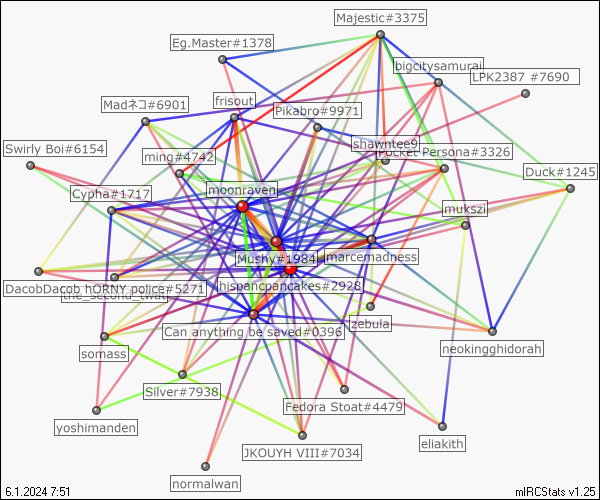 Majestic#3375
Eg.Master#1378
bigcitysamurai
LPK2387 #7690
frisout
Madネコ#6901
Pikabro#9971
shawntee9
Swirly Boi#6154
ming#4742
Pocket Persona#3326
Duck#1245
moonraven
Cypha#1717
mukszi
Mushy#1984
marcemadness
DacobDacob hORNY police#5271
hispancpancakes#2928
the_second_twat
zebula
Can anything be saved#0396
somass
neokingghidorah
Silver#7938
Fedora Stoat#4479
yoshimanden
eliakith
JKOUYH VIII#7034
normalwan
6.1.2024 7:51
mIRCStats v1.25